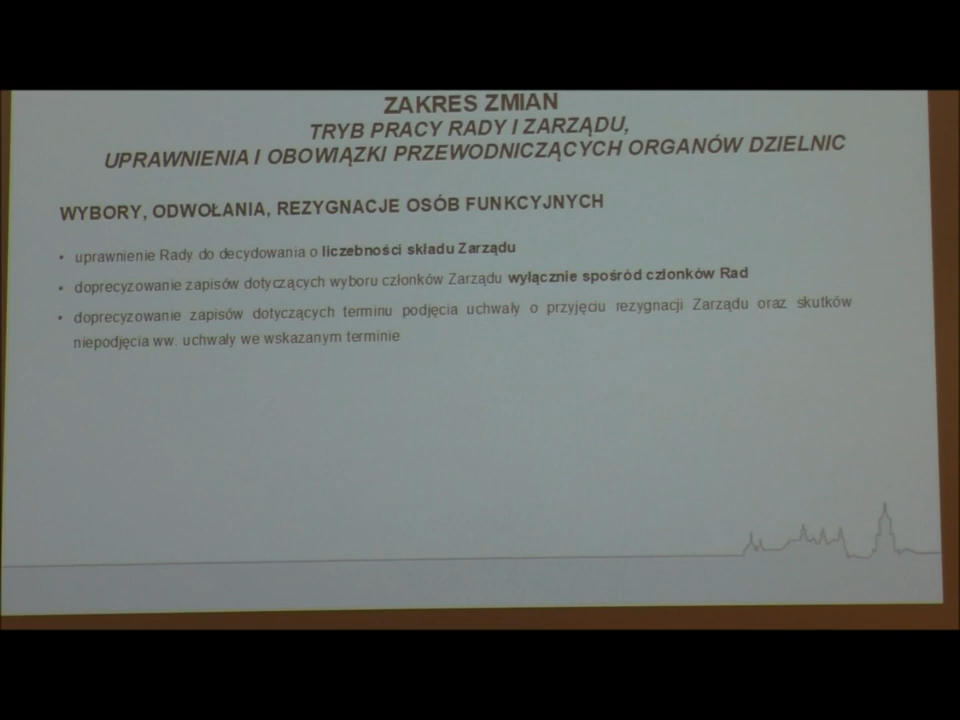 ZAKRES ZMIAN
TRYB PRACY RADY I ZARZĄDU,
UPRAWNIENIA I OBOWIĄZKI PRZEWODNICZĄCYCH ORGANÓW DZIELNIC
WYBORY, ODWOŁANIA, REZYGNACJE OSÓB FUNKCYJNYCH
• uprawnienie Rady do decydowania o liczebności składu Zarządu
• doprecyzowanie zapisów dotyczących wyboru członków Zarządu wyłącznie spośród członków Rad
• doprecyzowanie zapisów dotyczących terminu podjęcia uchwały o przyjęciu rezygnacji Zarządu oraz skutków
niepodjęcia ww. uchwały we wskazanym terminie